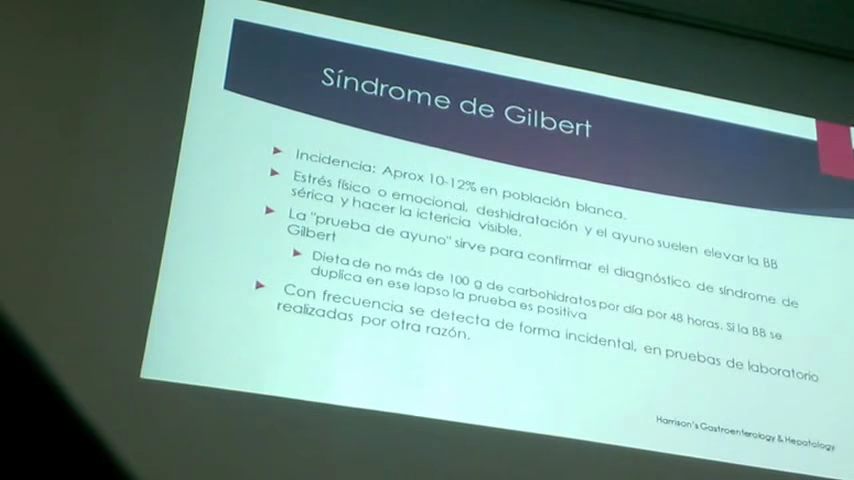 Síndrome de Gilbert
Incidencia: Aprox 10-12% en población blanca.
Estrés físico o emocional, deshidratación y el ayuno suelen elevar la BB
sérica y hacer la ictericia visible.
La "prueba de ayuno" sirve para confirmar el diagnóstico de síndrome de
Gilbert
Dieta de no más de 100 g de carbohidratos por día por 48 horas. Si la BB se
duplica en ese lapso la prueba es positiva
Con frecuencia se detecta de forma incidental, en pruebas de laboratorio
realizadas por otra razón.
Harrison's Gastroenterology & Hepatology